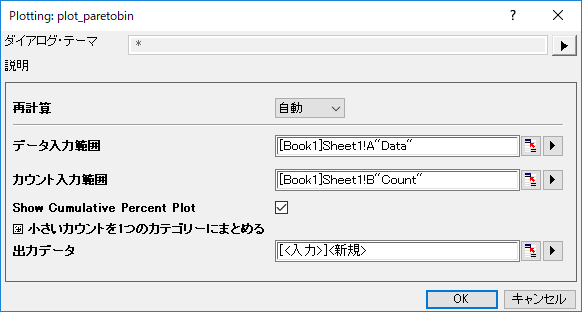 Plotting: plot_paretobin
ダイアログ・テーマ *
説明
再計算 自動
データ入力範囲 [Book1]Sheet1!A"Data"
カウント入力範囲 [Book1]Sheet1!B"Count"
Show Cumulative Percent Plot
小さいカウントを1つのカテゴリーにまとめる
出力データ [<入力>]<新規>
OK キャンセル